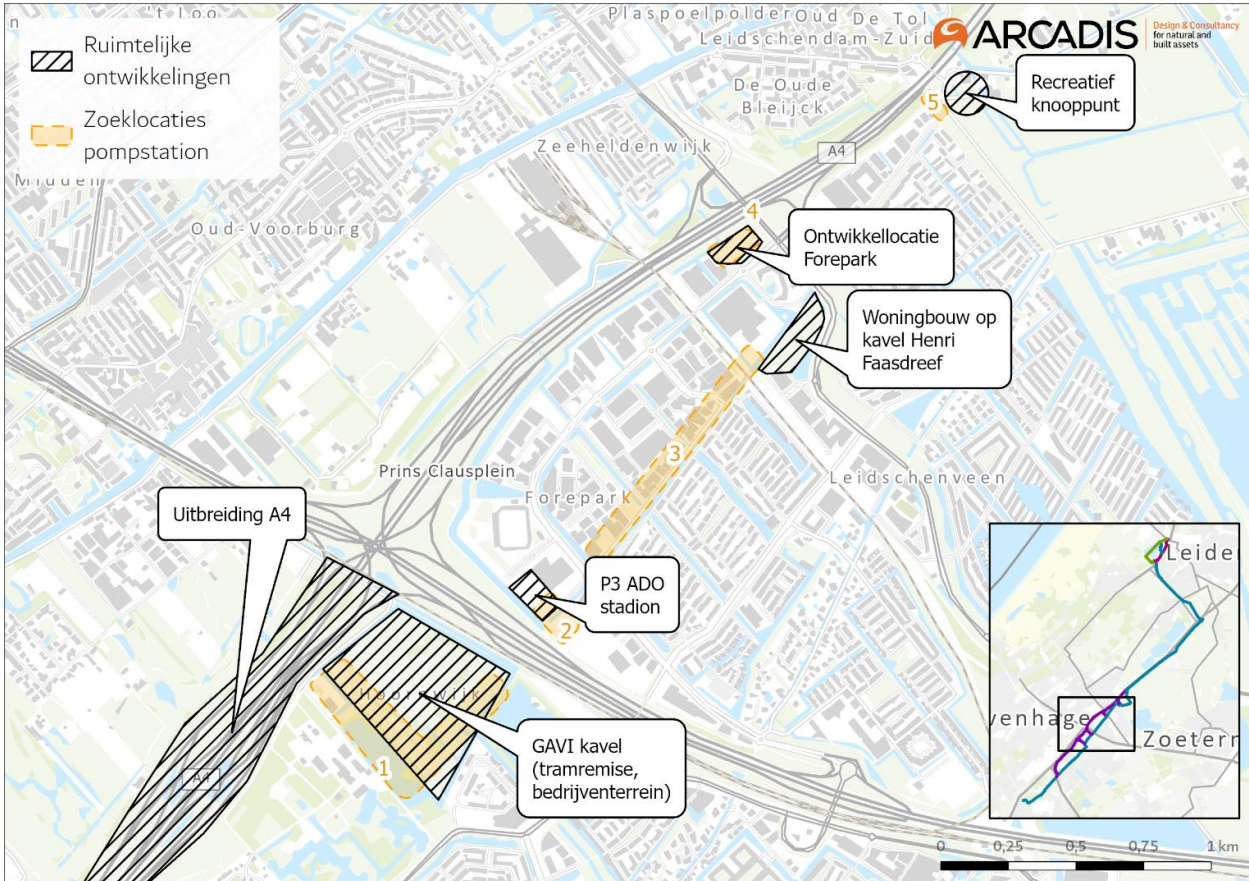 Ruimtelijke
ontwikkelingen
Zoeklocaties
pompstation
't Loo
Plaspoelpolder
Oud De Tol
Leidschendam-Zuid
ARCADIS
Design & Consultancy
for natural and
built assets
De Oude
Bleijck
5
Recreatief
knooppunt
Zeeheldenwijk
A4
Oud-Voorburg
4
Ontwikkellocatie
Forepark
Woningbouw op
kavel Henri
Faasdreef
3
Prins Clausplein
Forepark
Leidschenveen
Uitbreiding A4
P3 ADO
stadion
2
Leiden
1
GAVI kavel
(tramremise,
bedrijventerrein)
A4
venhage
Zoeterm
0 0,25 0,5 0,75 1 km